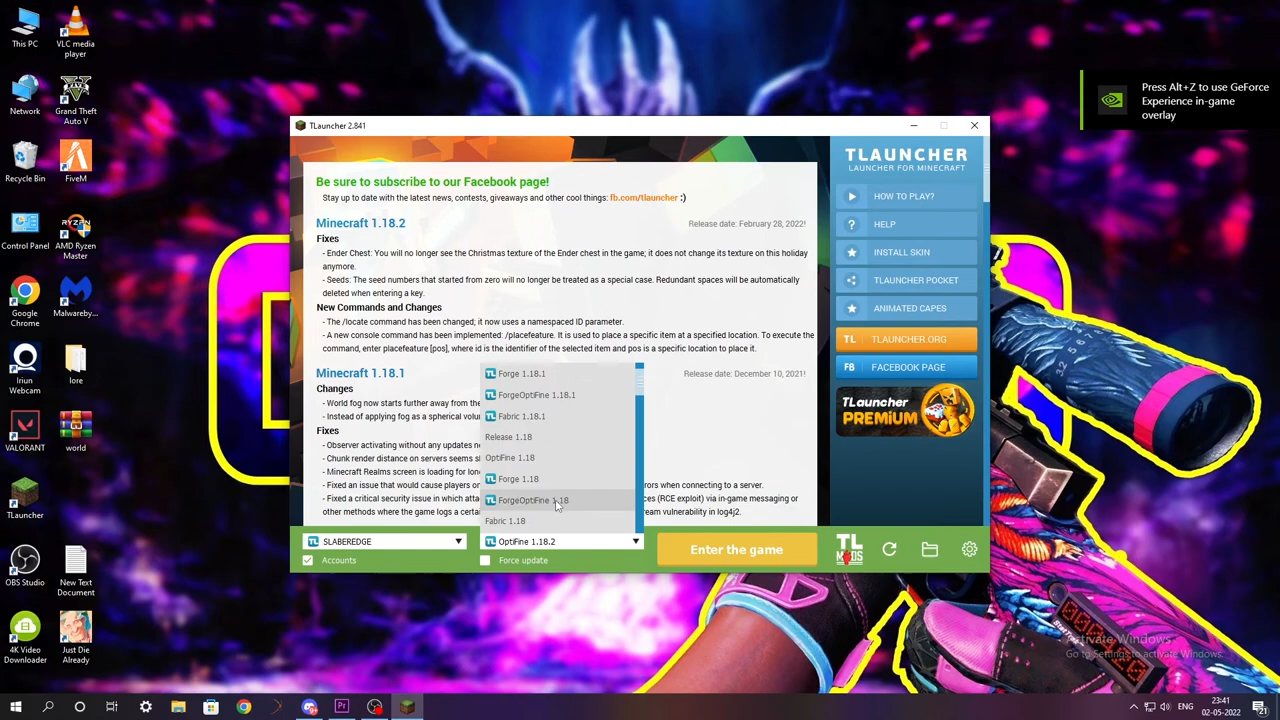 This PC
VLC media
player
Network
Grand Theft
Auto V
Recycle Bin
FiveM
Control Panel
AMD Ryzen
Master
Google
Chrome
Malwareby...
Iriun
Webcam
lore
VALORANT
world
TLauncher
OBS Studio
New Text
Document
4K Video
Downloader
Just Die
Already
Press Alt+Z to use GeForce
Experience in-game
overlay
TLauncher 2.841
Be sure to subscribe to our Facebook page!
Stay up to date with the latest news, contests, giveaways and other cool things: fb.com/tlauncher :)
Minecraft 1.18.2
Release date: February 28, 2022!
Fixes
- Ender Chest: You will no longer see the Christmas texture of the Ender chest in the game; it does not change its texture on this holiday
anymore.
- Seeds: The seed numbers that started from zero will no longer be treated as a special case. Redundant spaces will be automatically
deleted when entering a key.
New Commands and Changes
- The /locate command has been changed; it now uses a namespaced ID parameter.
- A new console command has been implemented: /placefeature. It is used to place a specific item at a specified location. To execute the
command, enter placefeature [pos], where id is the identifier of the selected item and pos is a specific location to place it.
Minecraft 1.18.1
Release date: December 10, 2021!
Changes
- World fog now starts further away from the
- Instead of applying fog as a spherical volu
Fixes
- Observer activating without any updates ne
- Chunk render distance on servers seems s
- Minecraft Realms screen is loading for lon
- Fixed an issue that would cause players on
rors when connecting to a server.
- Fixed a critical security issue in which attac
ces (RCE exploit) via in-game messaging or
other methods where the game logs a certai
ream vulnerability in log4j2.
TL Forge 1.18.1
TL ForgeOptiFine 1.18.1
TL Fabric 1.18.1
Release 1.18
OptiFine 1.18
TL Forge 1.18
TL ForgeOptiFine 1.18
Fabric 1.18
TL SLABEREDGE
TL OptiFine 1.18.2
Accounts
Force update
Enter the game
TL
MODS
TLAUNCHER
LAUNCHER FOR MINECRAFT
HOW TO PLAY?
? HELP
INSTALL SKIN
TLAUNCHER POCKET
ANIMATED CAPES
TL TLAUNCHER.ORG
FB FACEBOOK PAGE
TLauncher
PREMIUM
Activate Windows
Go to Settings to activate Windows.
Pr
ENG
23:41
02-05-2022